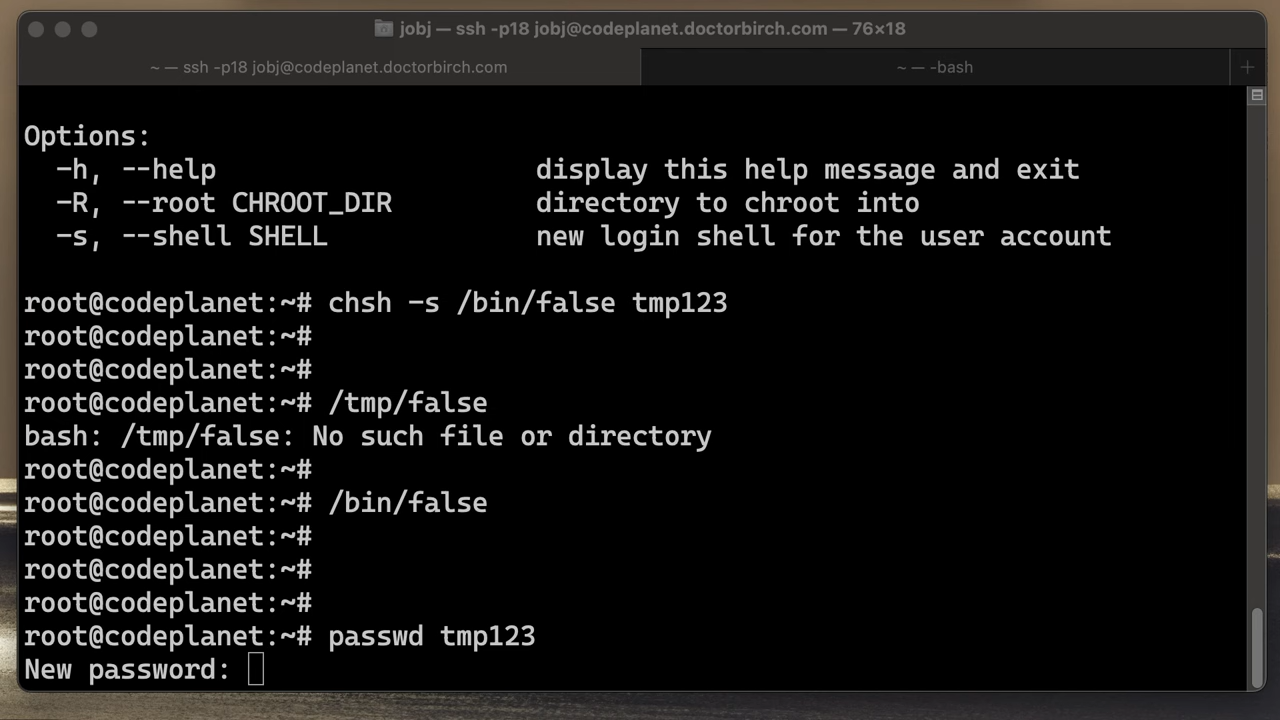 jobj — ssh -p18 jobj@codeplanet.doctorbirch.com — 76×18
~ — ssh -p18 jobj@codeplanet.doctorbirch.com
~ — -bash
+
Options:
  -h, --help                    display this help message and exit
  -R, --root CHROOT_DIR         directory to chroot into
  -s, --shell SHELL             new login shell for the user account
root@codeplanet:~# chsh -s /bin/false tmp123
root@codeplanet:~#
root@codeplanet:~#
root@codeplanet:~# /tmp/false
bash: /tmp/false: No such file or directory
root@codeplanet:~#
root@codeplanet:~# /bin/false
root@codeplanet:~#
root@codeplanet:~#
root@codeplanet:~#
root@codeplanet:~# passwd tmp123
New password: